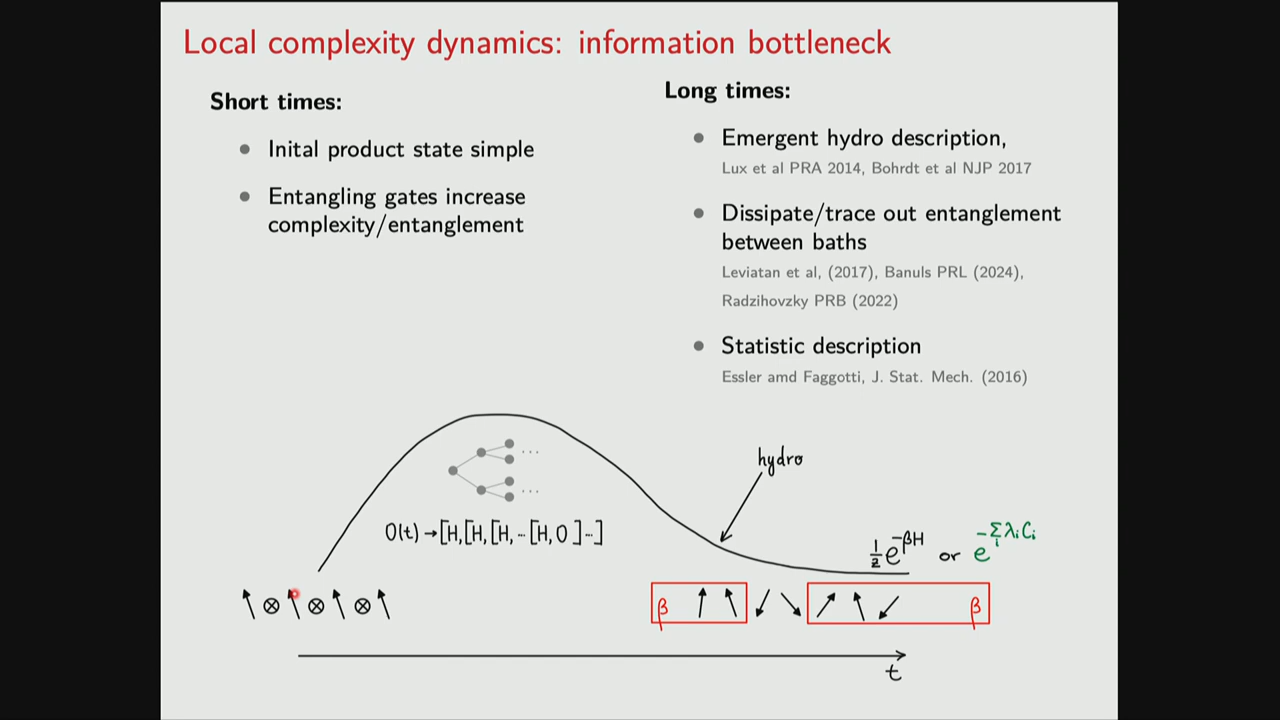 Local complexity dynamics: information bottleneck
Short times:
• Inital product state simple
• Entangling gates increase
complexity/entanglement
Long times:
• Emergent hydro description,
Lux et al PRA 2014, Bohrdt et al NJP 2017
• Dissipate/trace out entanglement
between baths
Leviatan et al, (2017), Banuls PRL (2024),
Radzihovzky PRB (2022)
• Statistic description
Essler amd Faggotti, J. Stat. Mech. (2016)
... 
...
hydro
O(t)→[H,[H,[H,--[H,O]--]
1/2 e^-βH or e^-Σ_i λ_i C_i
↖ ⊗ ↖ ⊗ ↖ ⊗ ↖
β ↑ ↖ ↙ ↘ ↗ ↖ ↙ β
t